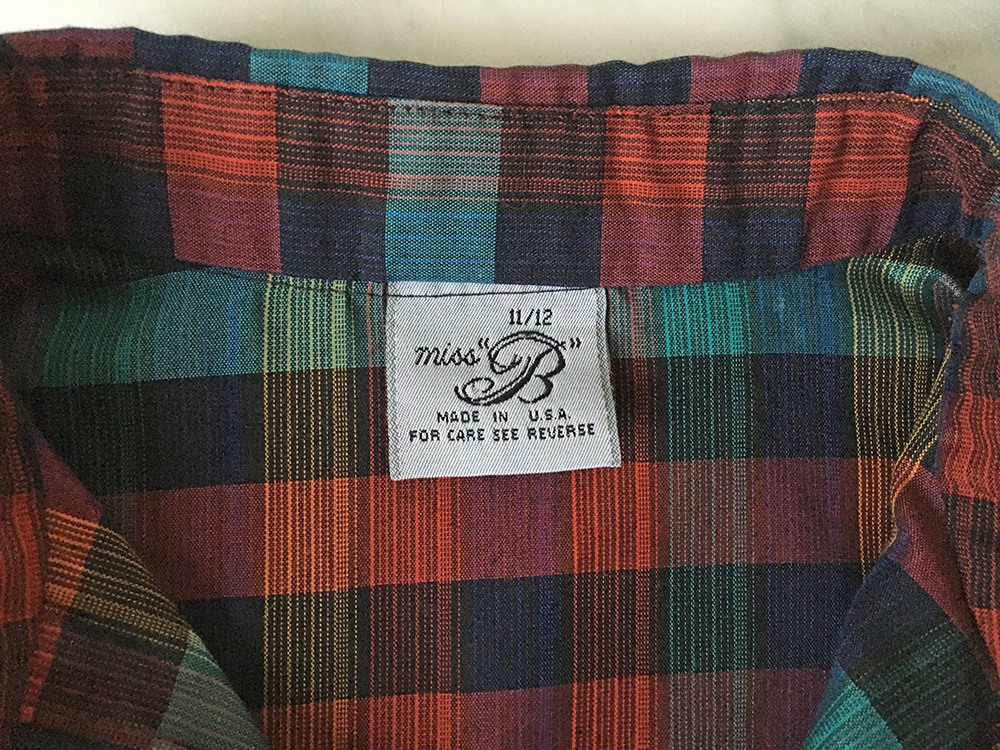 11/12
miss "B"
MADE IN U.S.A.
FOR CARE SEE REVERSE